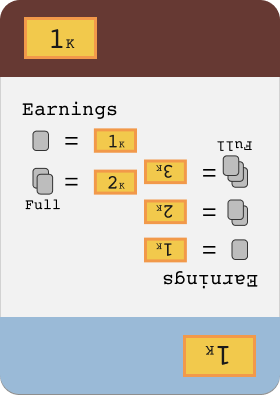 1K
Earnings
= 1K
= 2K
Full
1K
Earnings
= 1K
= 2K
= 3K
Full